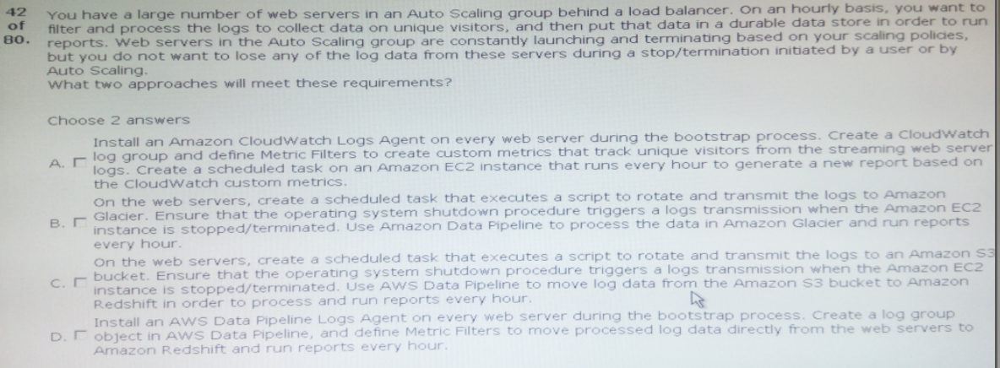 42 You have a large number of web servers in an Auto Scaling group behind a load balancer. On an hourly basis, you want to
of filter and process the logs to collect data on unique visitors, and then put that data in a durable data store in order to run
80. reports. Web servers in the Auto Scaling group are constantly launching and terminating based on your scaling policies,
but you do not want to lose any of the log data from these servers during a stop/termination initiated by a user or by
Auto Scaling.
What two approaches will meet these requirements?
Choose 2 answers
Install an Amazon CloudWatch Logs Agent on every web server during the bootstrap process. Create a CloudWatch
A. log group and define Metric Filters to create custom metrics that track unique visitors from the streaming web server
logs. Create a scheduled task on an Amazon EC2 instance that runs every hour to generate a new report based on
the CloudWatch custom metrics.
On the web servers, create a scheduled task that executes a script to rotate and transmit the logs to Amazon
B. Glacier. Ensure that the operating system shutdown procedure triggers a logs transmission when the Amazon EC2
instance is stopped/terminated. Use Amazon Data Pipeline to process the data in Amazon Glacier and run reports
every hour.
On the web servers, create a scheduled task that executes a script to rotate and transmit the logs to an Amazon S3
C. bucket. Ensure that the operating system shutdown procedure triggers a logs transmission when the Amazon EC2
instance is stopped/terminated. Use AWS Data Pipeline to move log data from the Amazon S3 bucket to Amazon
Redshift in order to process and run reports every hour.
Install an AWS Data Pipeline Logs Agent on every web server during the bootstrap process. Create a log group
D. object in AWS Data Pipeline, and define Metric Filters to move processed log data directly from the web servers to
Amazon Redshift and run reports every hour.